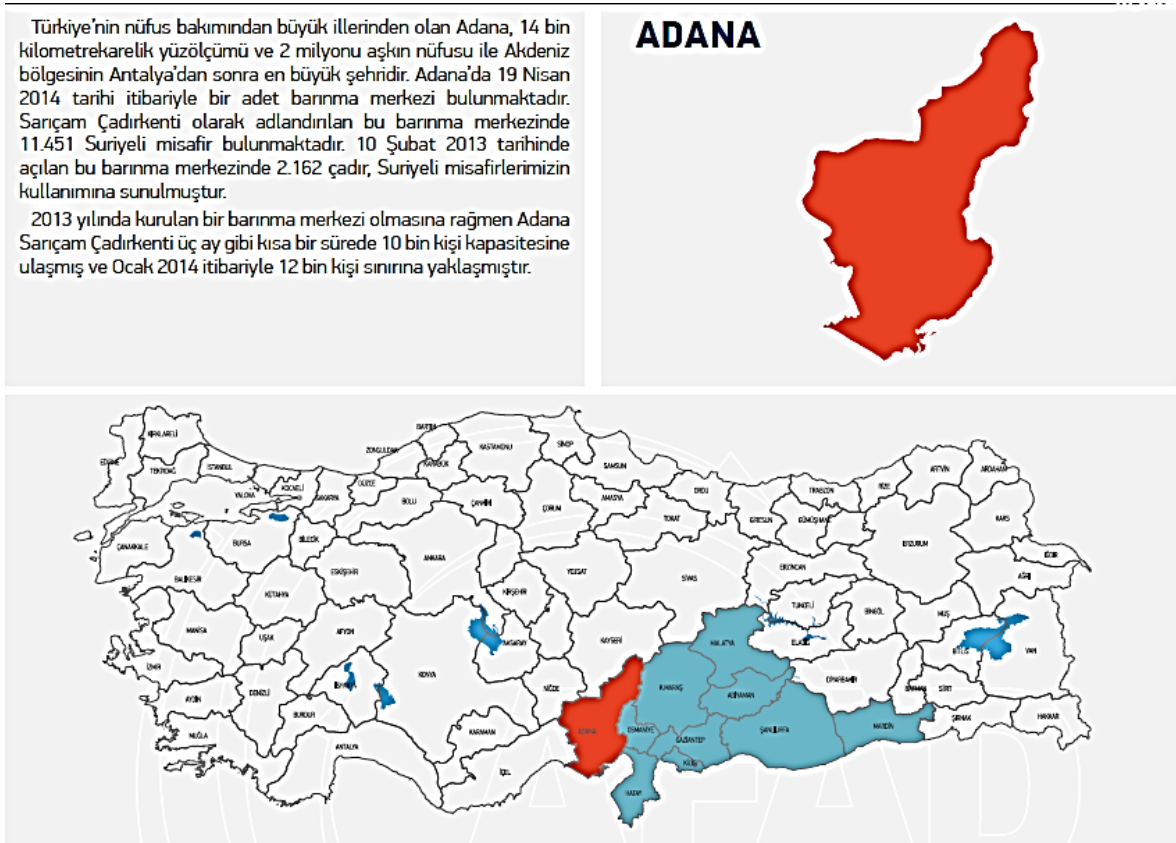 Türkiye'nin nüfus bakımından büyük illerinden olan Adana, 14 bin
kilometrekarelik yüzölçümü ve 2 milyonu aşkın nüfusu ile Akdeniz
bölgesinin Antalya'dan sonra en büyük şehridir. Adana'da 19 Nisan
2014 tarihi itibariyle bir adet barınma merkezi bulunmaktadır.
Sarıçam Çadırkenti olarak adlandırılan bu barınma merkezinde
11.451 Suriyeli misafir bulunmaktadır. 10 Şubat 2013 tarihinde
açılan bu barınma merkezinde 2.162 çadır, Suriyeli misafirlerimizin
kullanımına sunulmuştur.
2013 yılında kurulan bir barınma merkezi olmasına rağmen Adana
Sarıçam Çadırkenti üç ay gibi kısa bir sürede 10 bin kişi kapasitesine
ulaşmış ve Ocak 2014 itibariyle 12 bin kişi sınırına yaklaşmıştır.
ADANA
KIRKLARELİ
EDİRNE
TEKİRDAĞ
İSTANBUL
YALOVA
KOCAELİ
SAKARYA
DÜZCE
ZONGULDAK
BARTIN
KARABÜK
KASTAMONU
SİNOP
SAMSUN
BOLU
ÇANKIRI
ÇORUM
AMASYA
ORDU
TOKAT
GİRESUN
TRABZON
GÜMÜŞHANE
RİZE
ARTVİN
ARDAHAN
KARS
IĞDIR
AĞRI
ERZURUM
ERZİNCAN
ÇANAKKALE
BURSA
BİLECİK
BALIKESİR
KÜTAHYA
ESKİŞEHİR
ANKARA
KIRŞEHİR
YOZGAT
SİVAS
TUNCELİ
BİNGÖL
MUŞ
ELAZIĞ
BİTLİS
VAN
MANİSA
UŞAK
AFYON
KONYA
AKSARAY
KAYSERİ
MALATYA
İZMİR
AYDIN
DENİZLİ
ISPARTA
BURDUR
NİĞDE
K.MARAŞ
ADIYAMAN
DİYARBAKIR
BATMAN
SİİRT
ŞIRNAK
HAKKARİ
MUĞLA
ANTALYA
KARAMAN
İÇEL
ADANA
OSMANİYE
GAZİANTEP
KİLİS
ŞANLIURFA
MARDİN
HATAY
AFAD